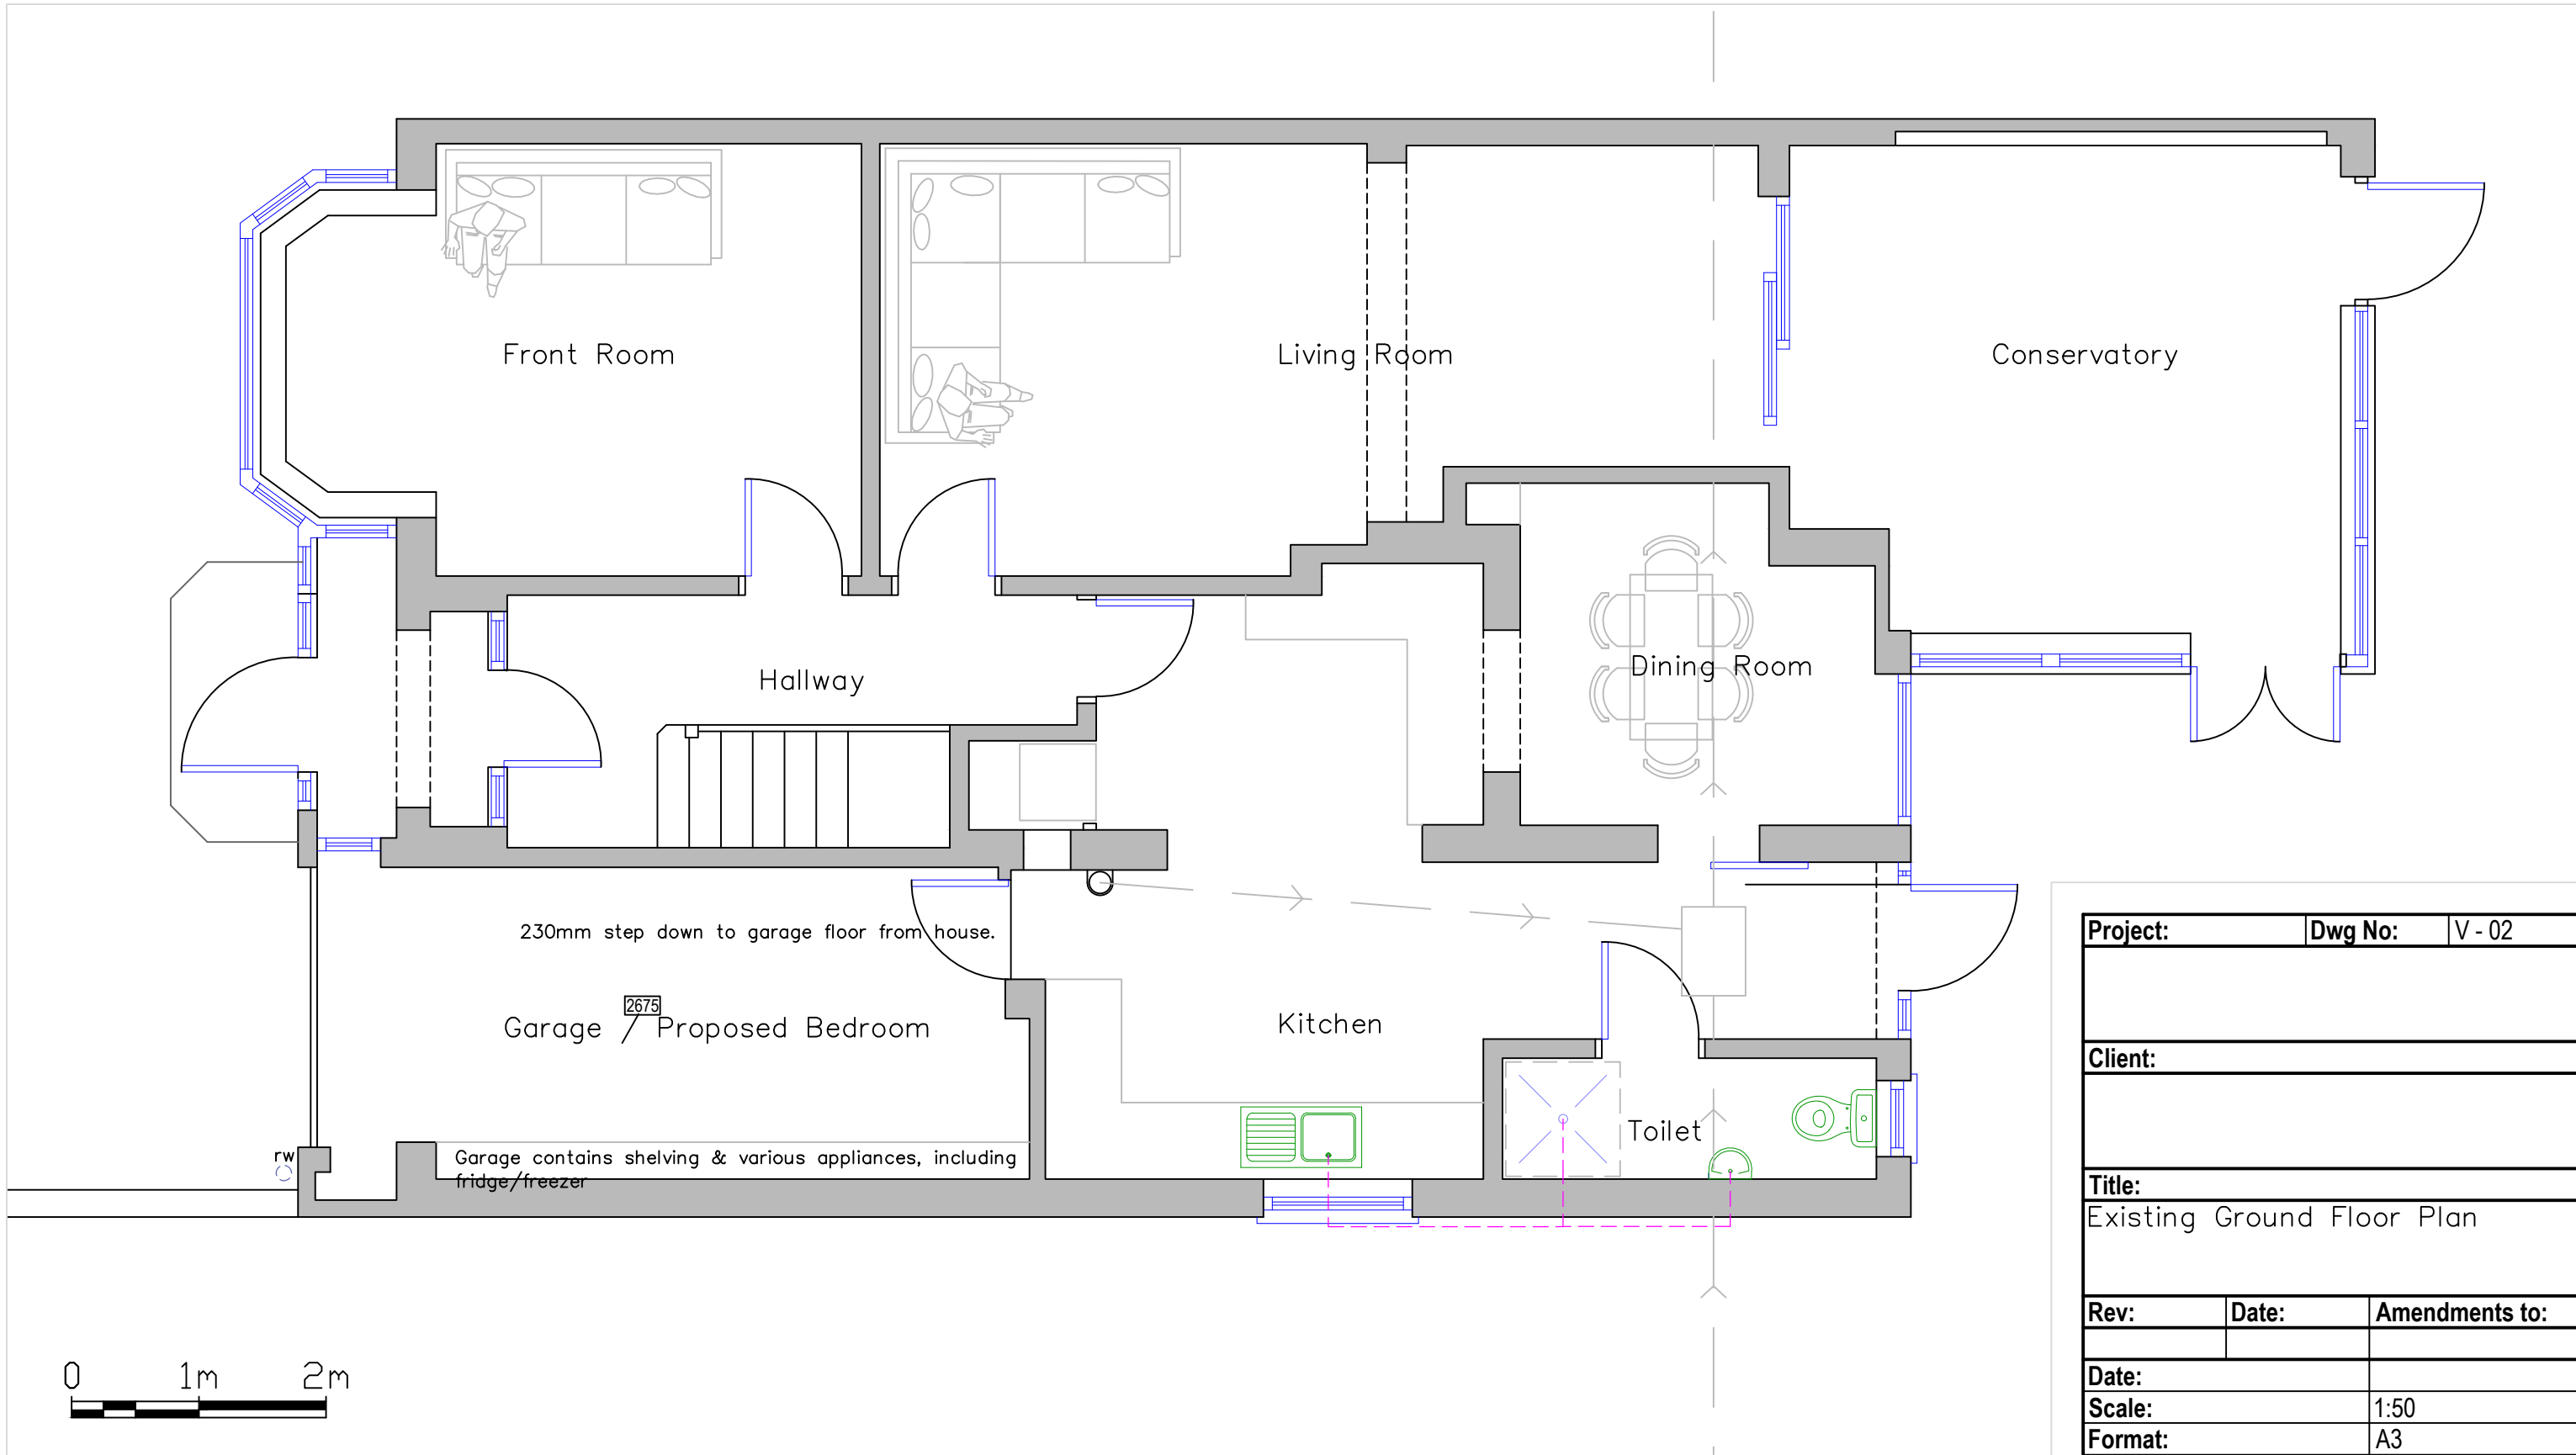 Front Room
Living Room
Conservatory
Hallway
Dining Room
230mm step down to garage floor from house.
2675
Garage / Proposed Bedroom
Kitchen
Toilet
rw
Garage contains shelving & various appliances, including
fridge/freezer
0 1m 2m
Project: Dwg No: V - 02
Client:
Title:
Existing Ground Floor Plan
Rev: Date: Amendments to:
Date:
Scale: 1:50
Format: A3